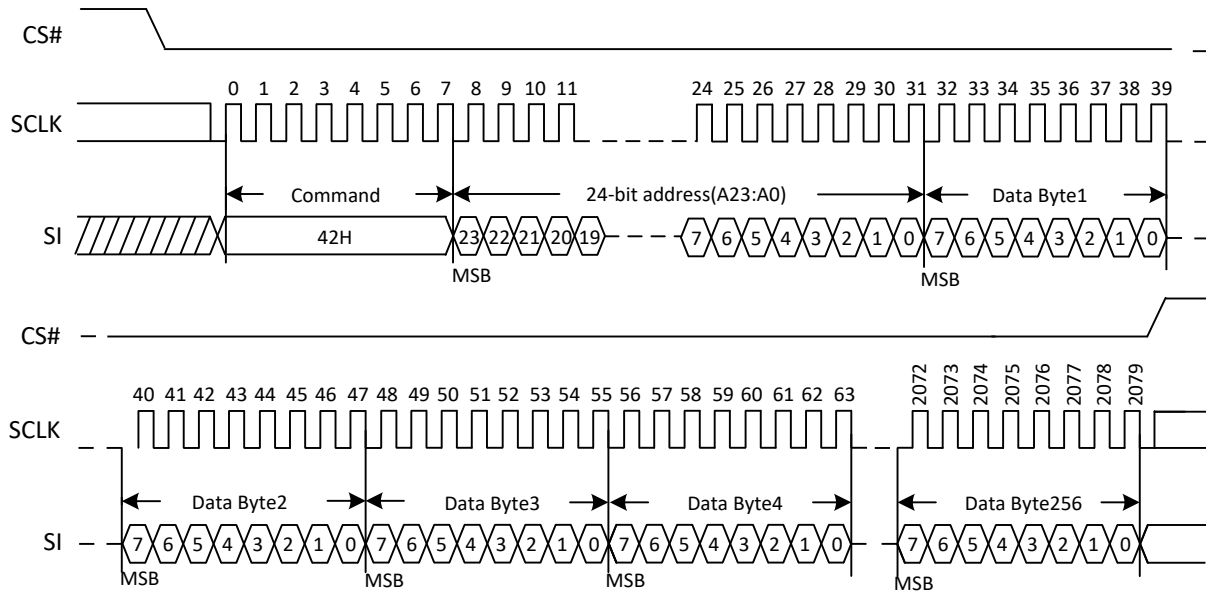 CS#
0 1 2 3 4 5 6 7 8 9 10 11 24 25 26 27 28 29 30 31 32 33 34 35 36 37 38 39
SCLK
Command 24-bit address(A23:A0) Data Byte1
SI 42H 23 22 21 20 19 7 6 5 4 3 2 1 0 7 6 5 4 3 2 1 0
MSB MSB
CS#
40 41 42 43 44 45 46 47 48 49 50 51 52 53 54 55 56 57 58 59 60 61 62 63 2072 2073 2074 2075 2076 2077 2078 2079
SCLK
Data Byte2 Data Byte3 Data Byte4 Data Byte256
SI 7 6 5 4 3 2 1 0 7 6 5 4 3 2 1 0 7 6 5 4 3 2 1 0 7 6 5 4 3 2 1 0
MSB MSB MSB MSB